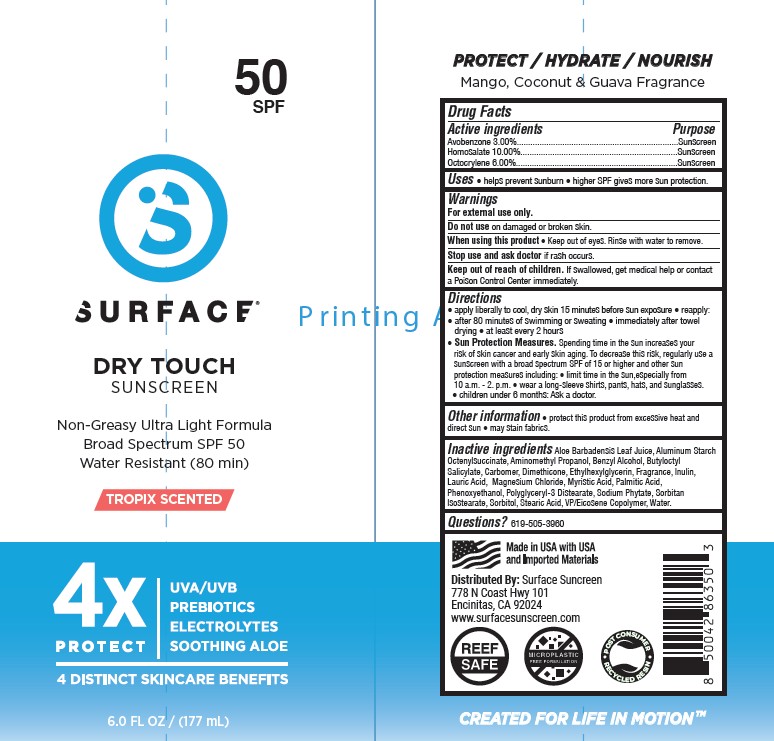 50
SPF
SURFACE®
DRY TOUCH
SUNSCREEN
Non-Greasy Ultra Light Formula
Broad Spectrum SPF 50
Water Resistant (80 min)
TROPIX SCENTED
4X
PROTECT
UVA/UVB
PREBIOTICS
ELECTROLYTES
SOOTHING ALOE
4 DISTINCT SKINCARE BENEFITS
6.0 FL OZ / (177 mL)
Printing
PROTECT / HYDRATE / NOURISH
Mango, Coconut & Guava Fragrance
Drug Facts
Active ingredients Purpose
Avobenzone 3.00%...Sunscreen
Homosalate 10.00%...Sunscreen
Octocrylene 6.00%...Sunscreen
Uses • helps prevent sunburn • higher SPF gives more sun protection.
Warnings
For external use only.
Do not use on damaged or broken skin.
When using this product • Keep out of eyes. Rinse with water to remove.
Stop use and ask doctor if rash occurs.
Keep out of reach of children. If swallowed, get medical help or contact
a Poison Control Center immediately.
Directions
• apply liberally to cool, dry skin 15 minutes before sun exposure • reapply:
• after 80 minutes of swimming or sweating • immediately after towel
drying • at least every 2 hours
• Sun Protection Measures. Spending time in the sun increases your
risk of skin cancer and early skin aging. To decrease this risk, regularly use a
sunscreen with a broad spectrum SPF of 15 or higher and other sun
protection measures including: • limit time in the sun,especially from
10 a.m. - 2. p.m. • wear a long-sleeve shirts, pants, hats, and sunglasses.
• children under 6 months: Ask a doctor.
Other information • protect this product from excessive heat and
direct sun • may stain fabrics.
Inactive ingredients Aloe Barbadensis Leaf Juice, Aluminum Starch
OctenylSuccinate, Aminomethyl Propanol, Benzyl Alcohol, Butyloctyl
Salicylate, Carbomer, Dimethicone, Ethylhexylglycerin, Fragrance, Inulin,
Lauric Acid, Magnesium Chloride, Myristic Acid, Palmitic Acid,
Phenoxyethanol, Polyglyceryl-3 Distearate, Sodium Phytate, Sorbitan
Isostearate, Sorbitol, Stearic Acid, VP/Eicosene Copolymer, Water.
Questions? 619-505-3960
Made in USA with USA
and Imported Materials
Distributed By: Surface Suncreen
778 N Coast Hwy 101
Encinitas, CA 92024
www.surfacesunscreen.com
REEF
SAFE
MICROPLASTIC
FREE FORMULATION
POST CONSUMER
RECYCLED RESIN
8 50042 86350 3
CREATED FOR LIFE IN MOTION™